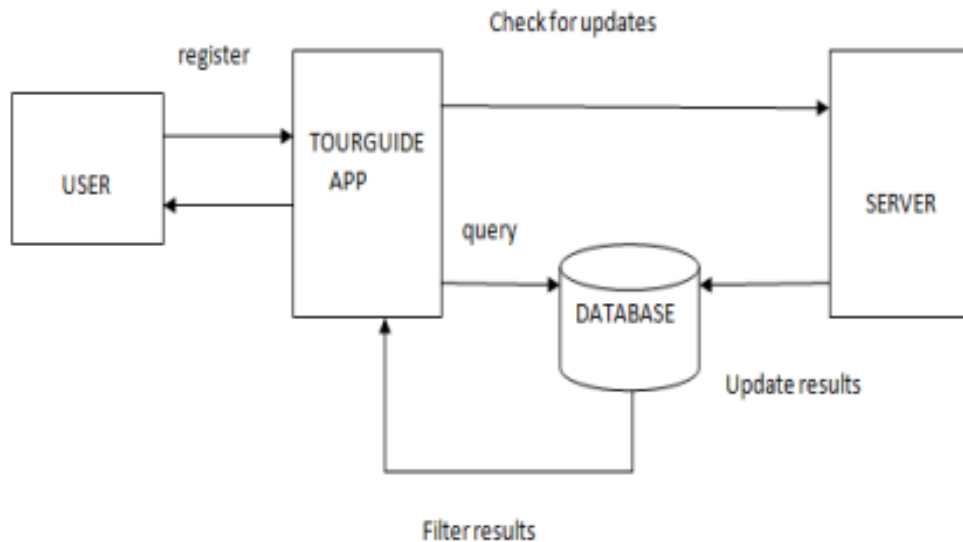 Check for updates
register
TOURGUIDE
APP
USER
SERVER
query
DATABASE
Update results
Filter results